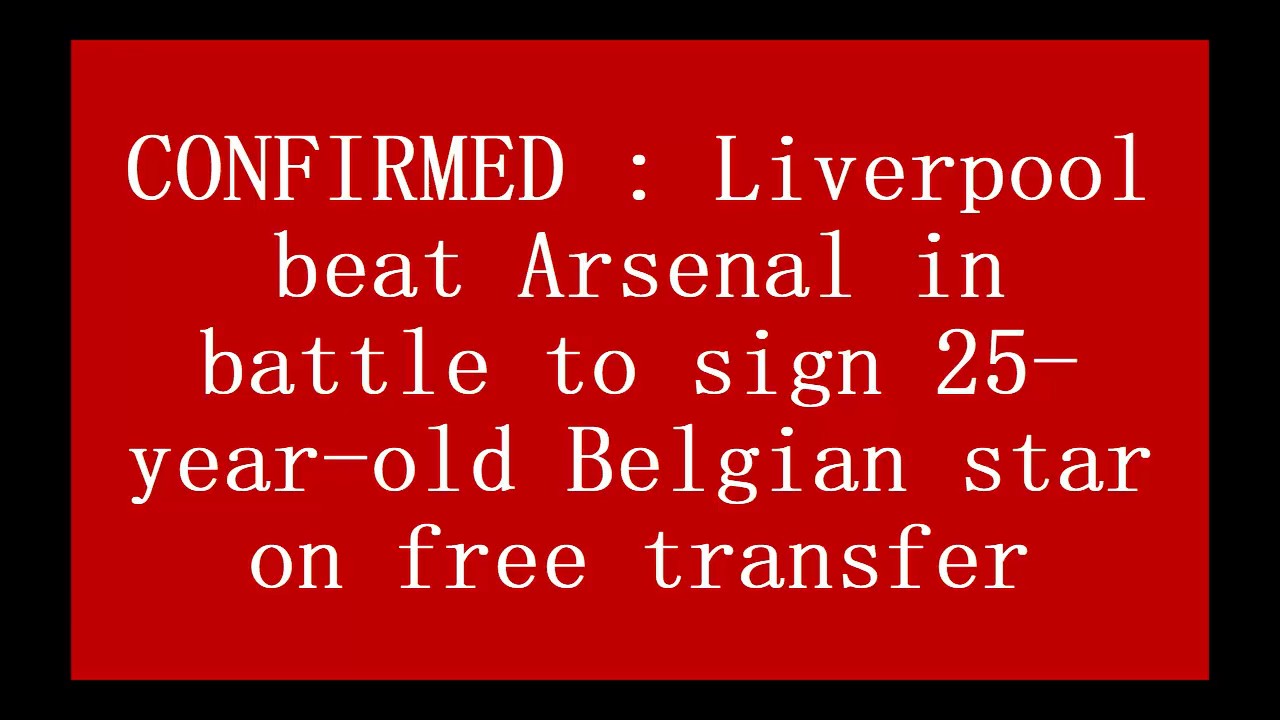 CONFIRMED : Liverpool
beat Arsenal in
battle to sign 25-
year-old Belgian star
on free transfer